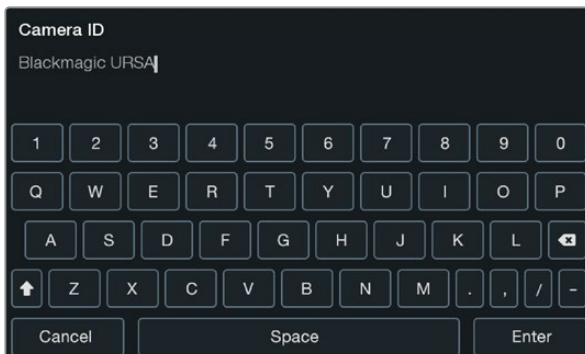 Camera ID
Blackmagic URSA
1 2 3 4 5 6 7 8 9 0
Q W E R T Y U I O P
A S D F G H J K L
Z X C V B N M . , / -
Cancel Space Enter